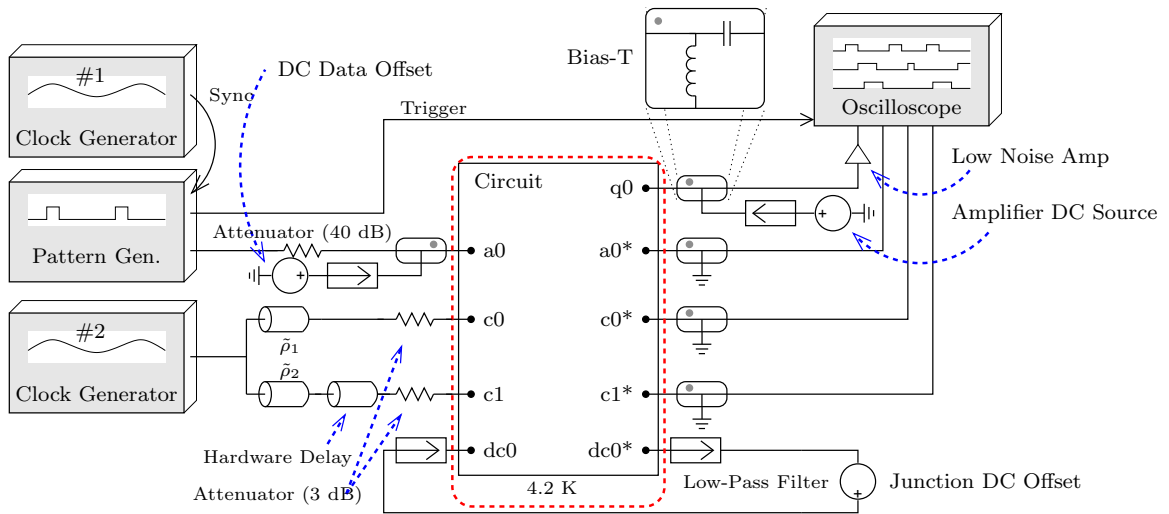 #1
Clock Generator
Sync
DC Data Offset
Trigger
Bias-T
Oscilloscope
Low Noise Amp
Amplifier DC Source
Pattern Gen.
Attenuator (40 dB)
Circuit
q0
a0
a0*
#2
Clock Generator
ρ̃1
ρ̃2
c0
c0*
c1
c1*
Hardware Delay
Attenuator (3 dB)
dc0
dc0*
4.2 K
Low-Pass Filter
Junction DC Offset
+
+
+